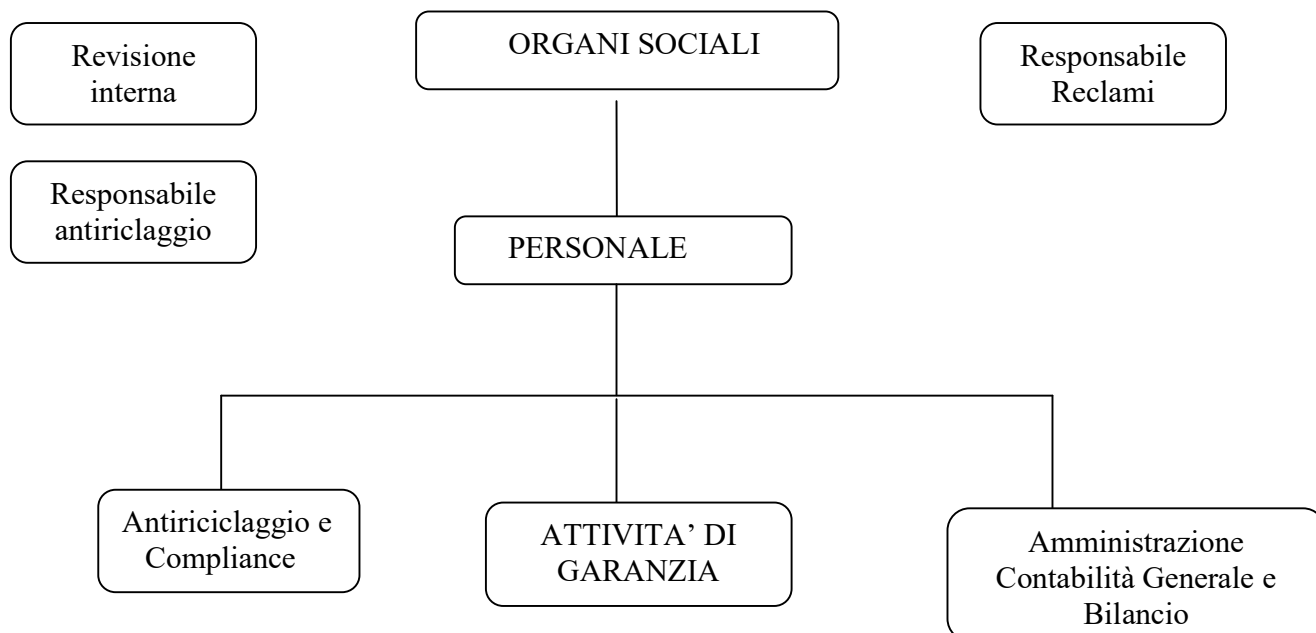 Revisione
interna
ORGANI SOCIALI
Responsabile
Reclami
Responsabile
antiriclaggio
PERSONALE
Antiriciclaggio e
Compliance
ATTIVITA’ DI
GARANZIA
Amministrazione
Contabilità Generale e
Bilancio